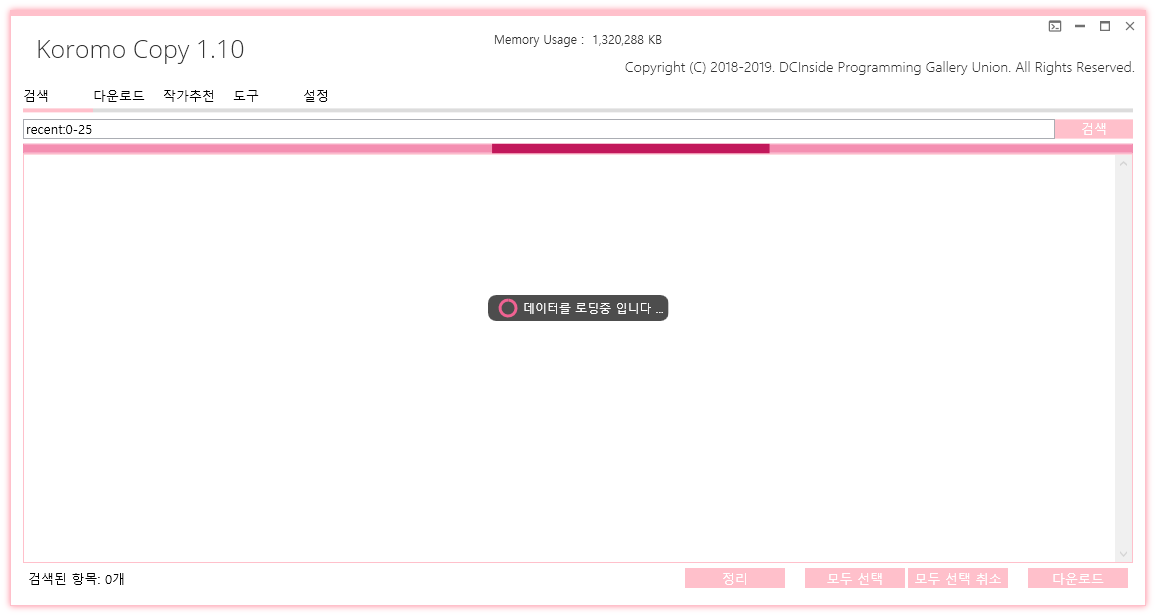 Koromo Copy 1.10
Memory Usage : 1,320,288 KB
Copyright (C) 2018-2019. DCInside Programming Gallery Union. All Rights Reserved.
검색 다운로드 작가추천 도구 설정
recent:0-25 검색
데이터를 로딩중 입니다 ...
검색된 항목: 0개 정리 모두 선택 모두 선택 취소 다운로드